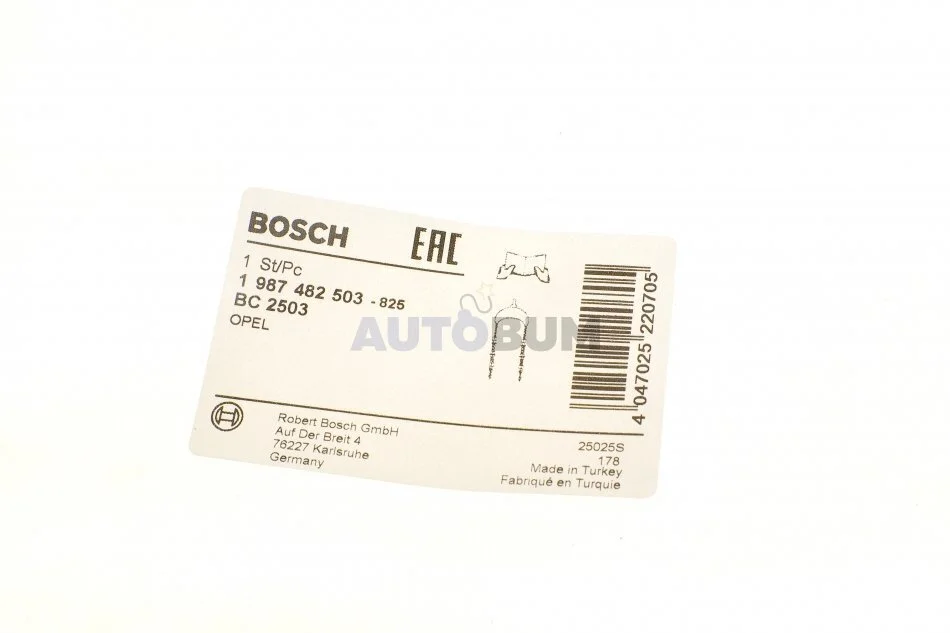 BOSCH
EAC
1 St/Pc
1 987 482 503 - 825
BC 2503
OPEL
AUTOBUM
4 047025 220705
Robert Bosch GmbH
Auf Der Breit 4
76227 Karlsruhe
Germany
25025S
178
Made in Turkey
Fabriqué en Turquie